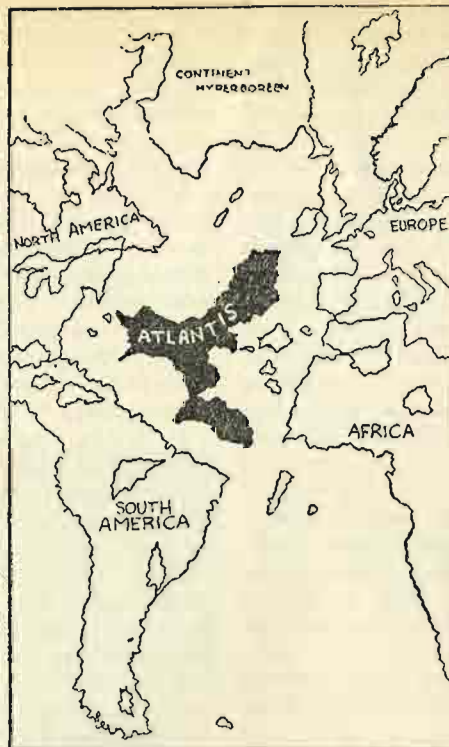 CONTINENT
HYPERBOREEN
NORTH AMERICA
EUROPE
ATLANTIS
AFRICA
SOUTH
AMERICA